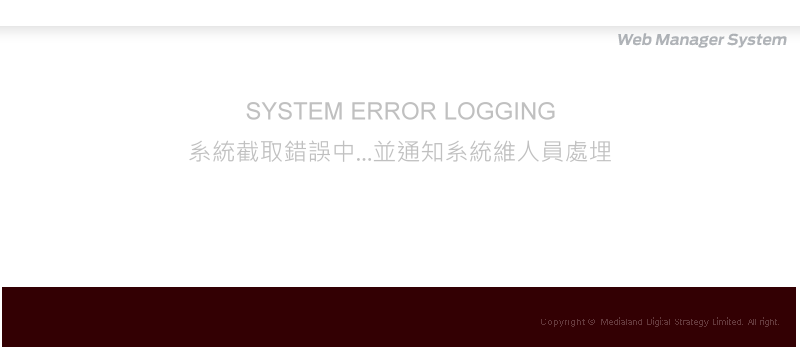 Web Manager System
SYSTEM ERROR LOGGING
系統截取錯誤中...並通知系統維人員處埋
Copyright © Medialand Digital Strategy Limited. All right.